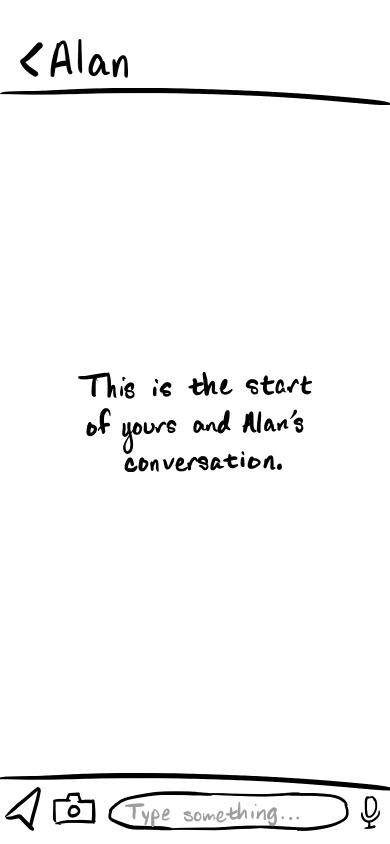 <Alan
This is the start
of yours and Alan's
conversation.
Type something...